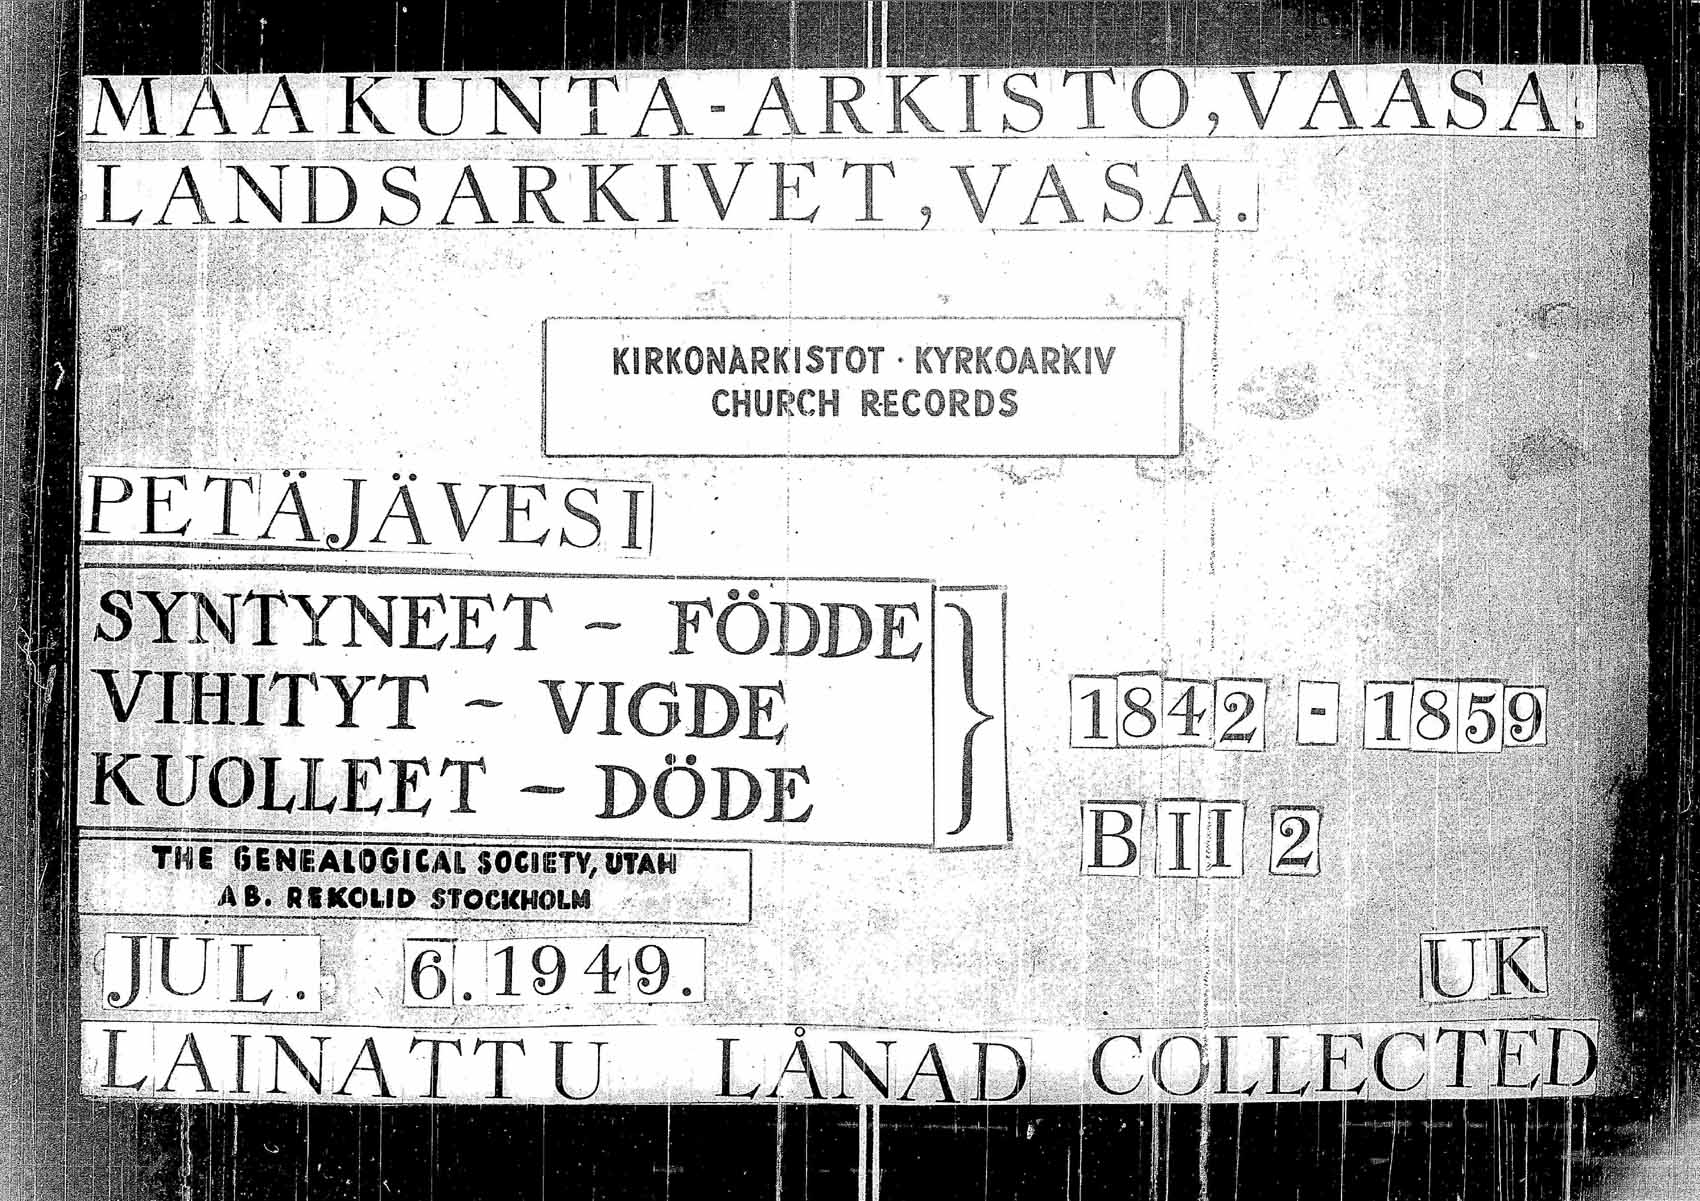 MAAKUNTA-ARKISTO, VAASA.
LANDSARKIVET, VASA.
KIRKONARKISTOT · KYRKOARKIV
CHURCH RECORDS
PETÄJÄVESI
SYNTYNEET - FÖDDE
VIHITYT - VIGDE
KUOLLEET - DÖDE
1842 - 1859
B II 2
THE GENEALOGICAL SOCIETY, UTAH
AB. REKOLID STOCKHOLM
JUL. 6.1949.
UK
LAINATTU LÅNAD COLLECTED